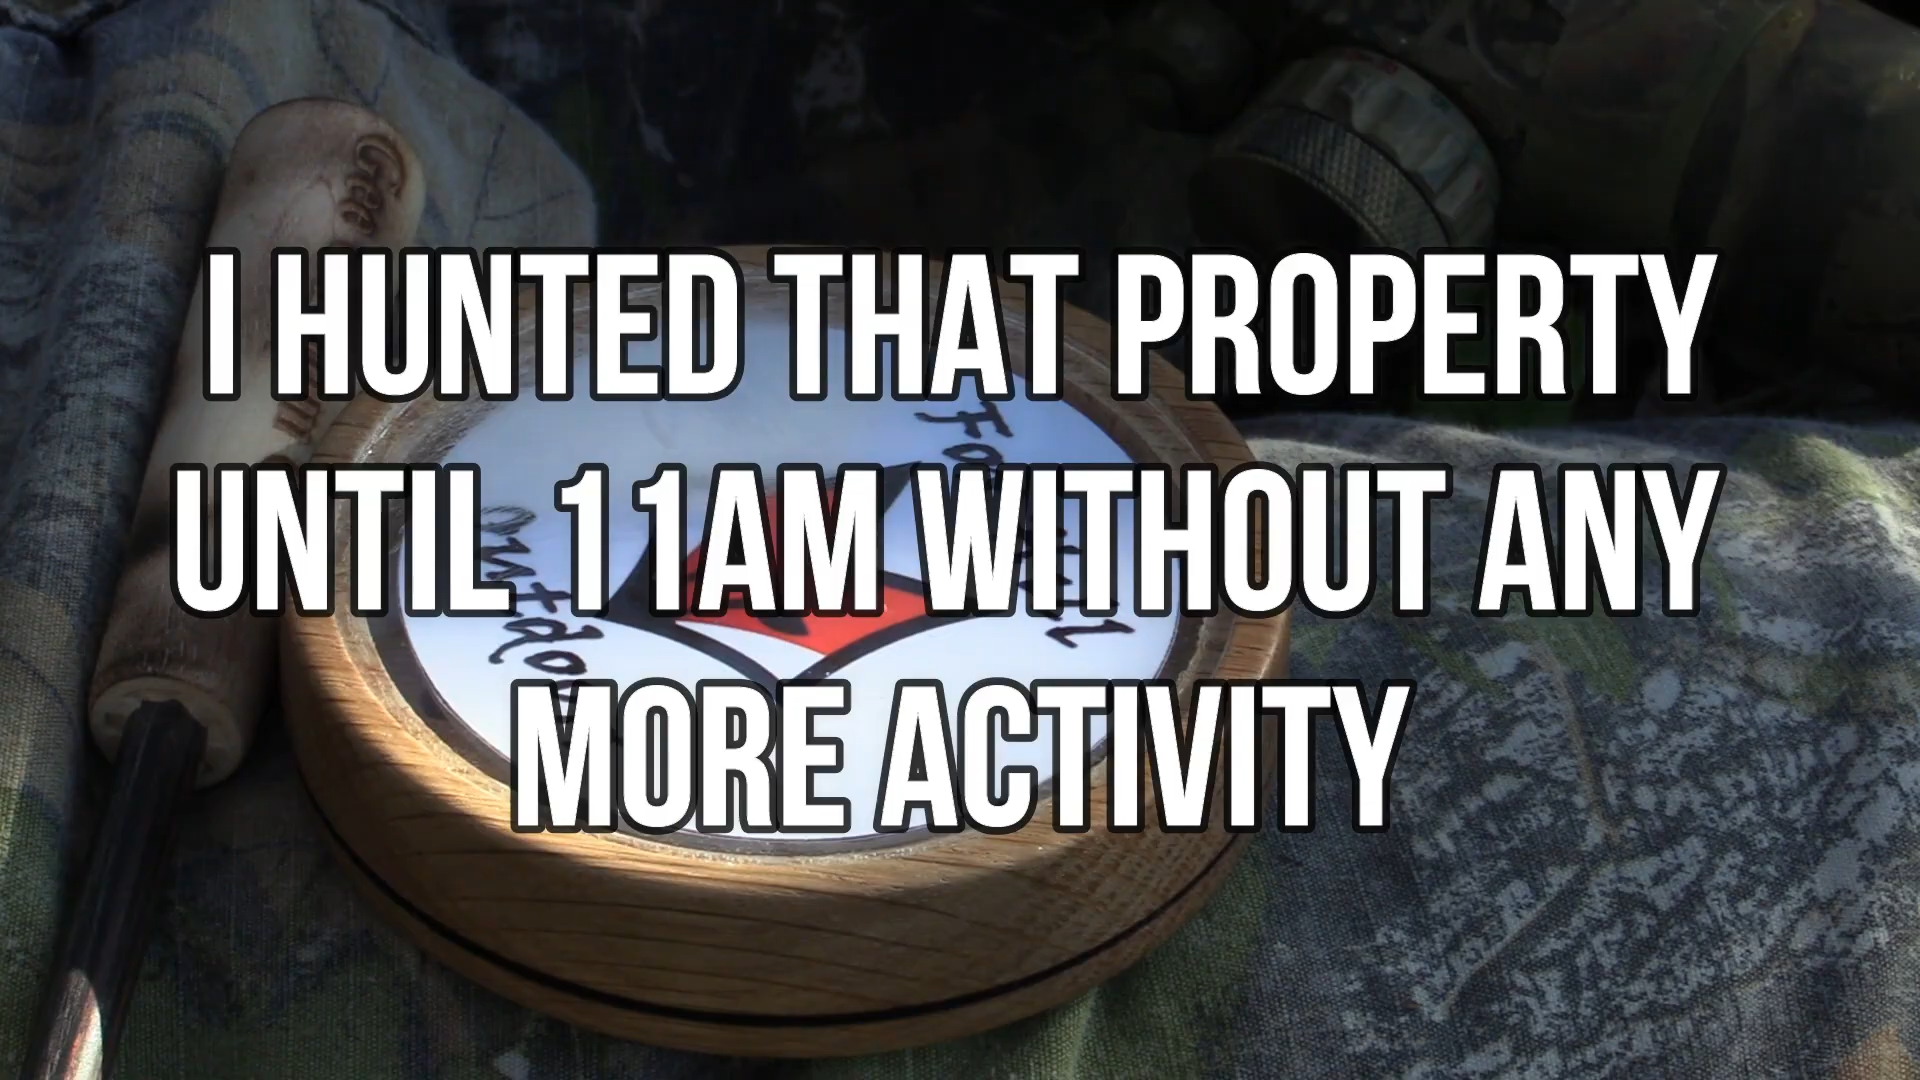 I HUNTED THAT PROPERTY
UNTIL 11AM WITHOUT ANY
MORE ACTIVITY